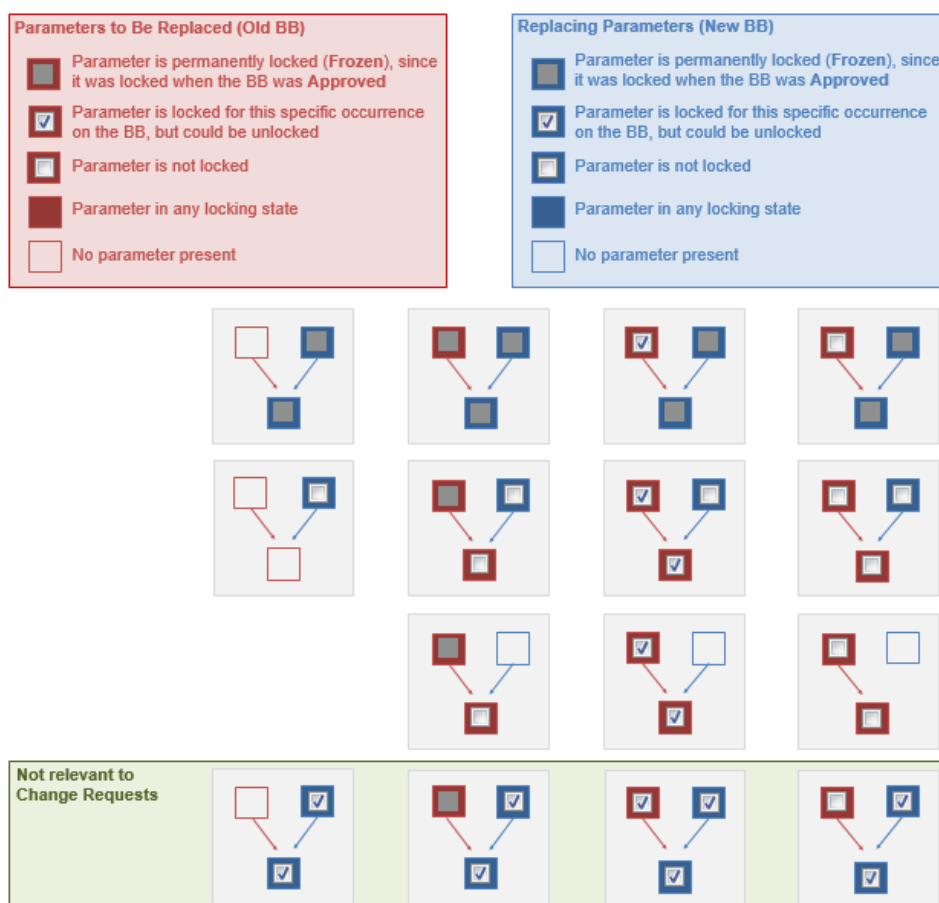 Parameters to Be Replaced (Old BB)
Parameter is permanently locked (Frozen), since
it was locked when the BB was Approved
Parameter is locked for this specific occurrence
on the BB, but could be unlocked
Parameter is not locked
Parameter in any locking state
No parameter present
Replacing Parameters (New BB)
Parameter is permanently locked (Frozen), since
it was locked when the BB was Approved
Parameter is locked for this specific occurrence
on the BB, but could be unlocked
Parameter is not locked
Parameter in any locking state
No parameter present
Not relevant to
Change Requests